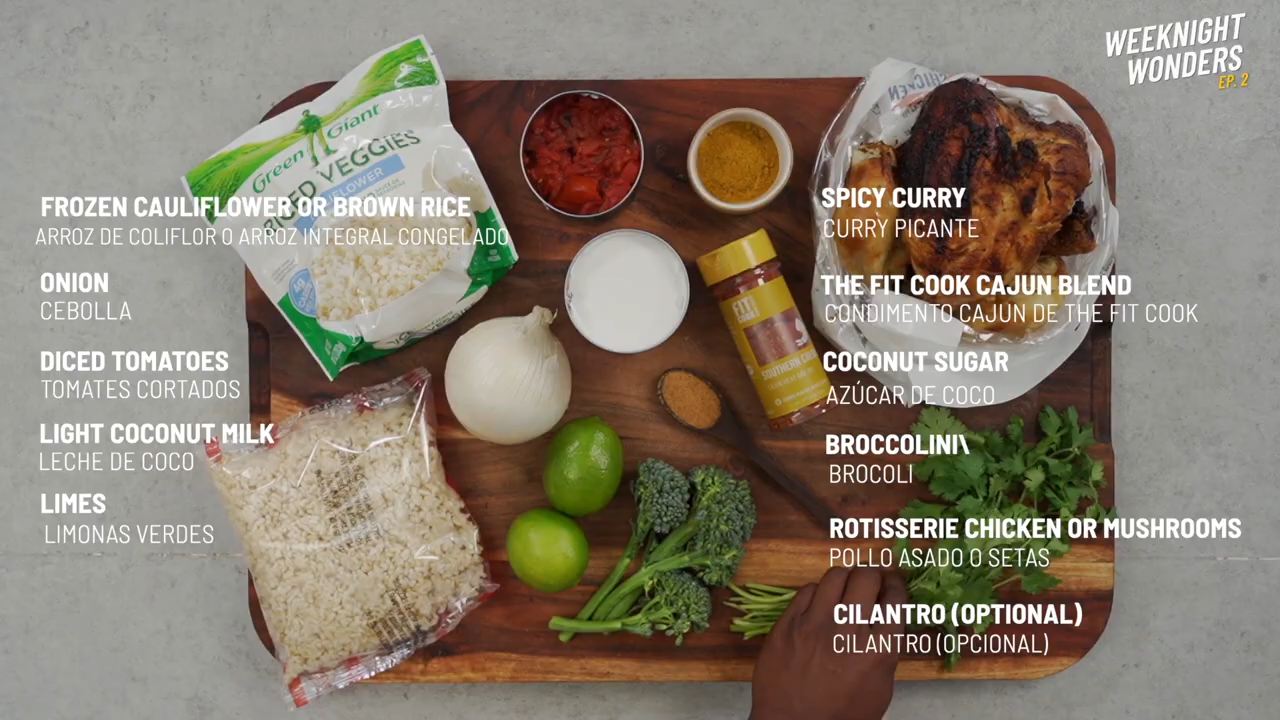 WEEKNIGHT
WONDERS
EP. 2
Green Giant
RICED VEGGIES
FROZEN CAULIFLOWER OR BROWN RICE
ARROZ DE COLIFLOR O ARROZ INTEGRAL CONGELADO
ONION
CEBOLLA
DICED TOMATOES
TOMATES CORTADOS
LIGHT COCONUT MILK
LECHE DE COCO
LIMES
LIMONAS VERDES
CHICKEN
FIT
SOUTHERN
SPICY CURRY
CURRY PICANTE
THE FIT COOK CAJUN BLEND
CONDIMENTO CAJUN DE THE FIT COOK
COCONUT SUGAR
AZÚCAR DE COCO
BROCCOLINI\
BROCOLI
ROTISSERIE CHICKEN OR MUSHROOMS
POLLO ASADO O SETAS
CILANTRO (OPTIONAL)
CILANTRO (OPCIONAL)